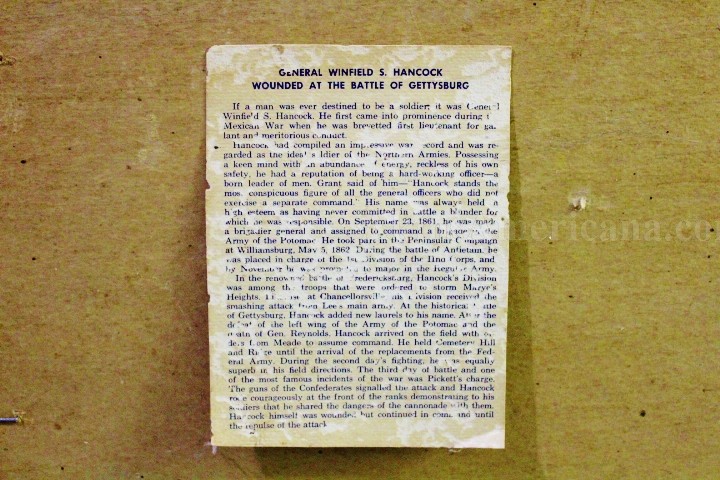 GENERAL WINFIELD S. HANCOCK
WOUNDED AT THE BATTLE OF GETTYSBURG
If a man was ever destined to be a soldier, it was General
Winfield S. Hancock. He first came into prominence during t
Mexican War when he was brevetted first lieutenant for gal
lant and meritorious conduct.
Hancock had compiled an impressive war record and was re-
garded as the ideal soldier of the Northern Armies. Possessing
a keen mind with an abundance energy, reckless of his own
safety, he had a reputation of being a hard-working officer—a
born leader of men. Grant said of him—"Hancock stands the
most conspicuous figure of all the general officers who did not
exercise a separate command." His name was always held
high esteem as having never committed in battle a blunder for
which he was responsible. On September 23, 1861, he was made
a brigadier general and assigned to command a brigade in the
Army of the Potomac. He took part in the Peninsular Campaign
at Williamsburg, May 5, 1862. During the battle of Antietam, he
was placed in charge of the 1st Division of the IInd Corps, and
by November he was promoted to major in the Regular Army.
In the renowned battle of Fredericksburg, Hancock's Division
was among the troops that were ordered to storm Marye's
Heights. at Chancellorsville his Division received the
smashing attack from Lee's main army. At the historical battle
of Gettysburg, Hancock added new laurels to his name. After the
defeat of the left wing of the Army of the Potomac and the
death of Gen. Reynolds, Hancock arrived on the field with or-
ders from Meade to assume command. He held Cemetery Hill
and Ridge until the arrival of the replacements from the Fed-
eral Army. During the second day's fighting, he was equally
superb in his field directions. The third day of battle and one
of the most famous incidents of the war was Pickett's charge.
The guns of the Confederates signalled the attack and Hancock
rode courageously at the front of the ranks demonstrating to his
soldiers that he shared the dangers of the cannonade with them.
Hancock himself was wounded but continued in command until
the repulse of the attack